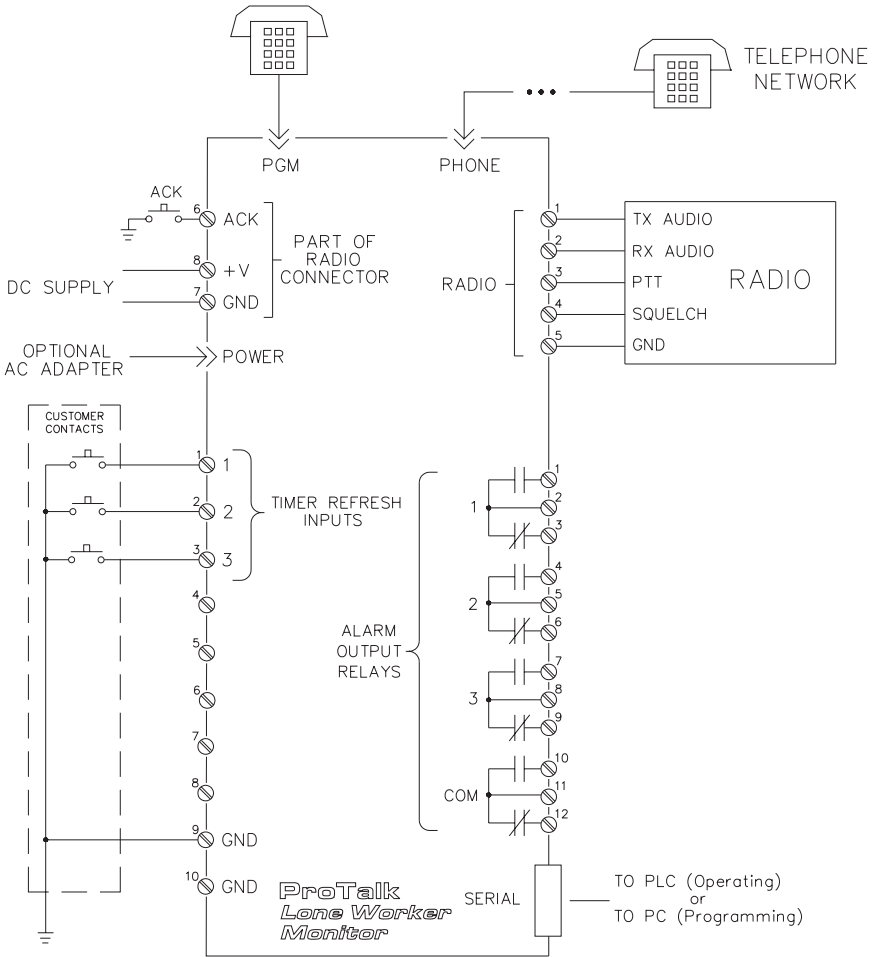 TELEPHONE
NETWORK
PGM
PHONE
ACK
6
ACK
8
+V
DC SUPPLY
7
GND
PART OF
RADIO
CONNECTOR
OPTIONAL
AC ADAPTER
POWER
RADIO
1
TX AUDIO
2
RX AUDIO
3
PTT
4
SQUELCH
5
GND
RADIO
CUSTOMER
CONTACTS
1
1
2
2
3
3
TIMER REFRESH
INPUTS
4
5
6
7
8
9
GND
10
GND
ALARM
OUTPUT
RELAYS
1
1
2
3
2
4
5
6
3
7
8
9
COM
10
11
12
ProTalk
Lone Worker
Monitor
SERIAL
TO PLC (Operating)
or
TO PC (Programming)